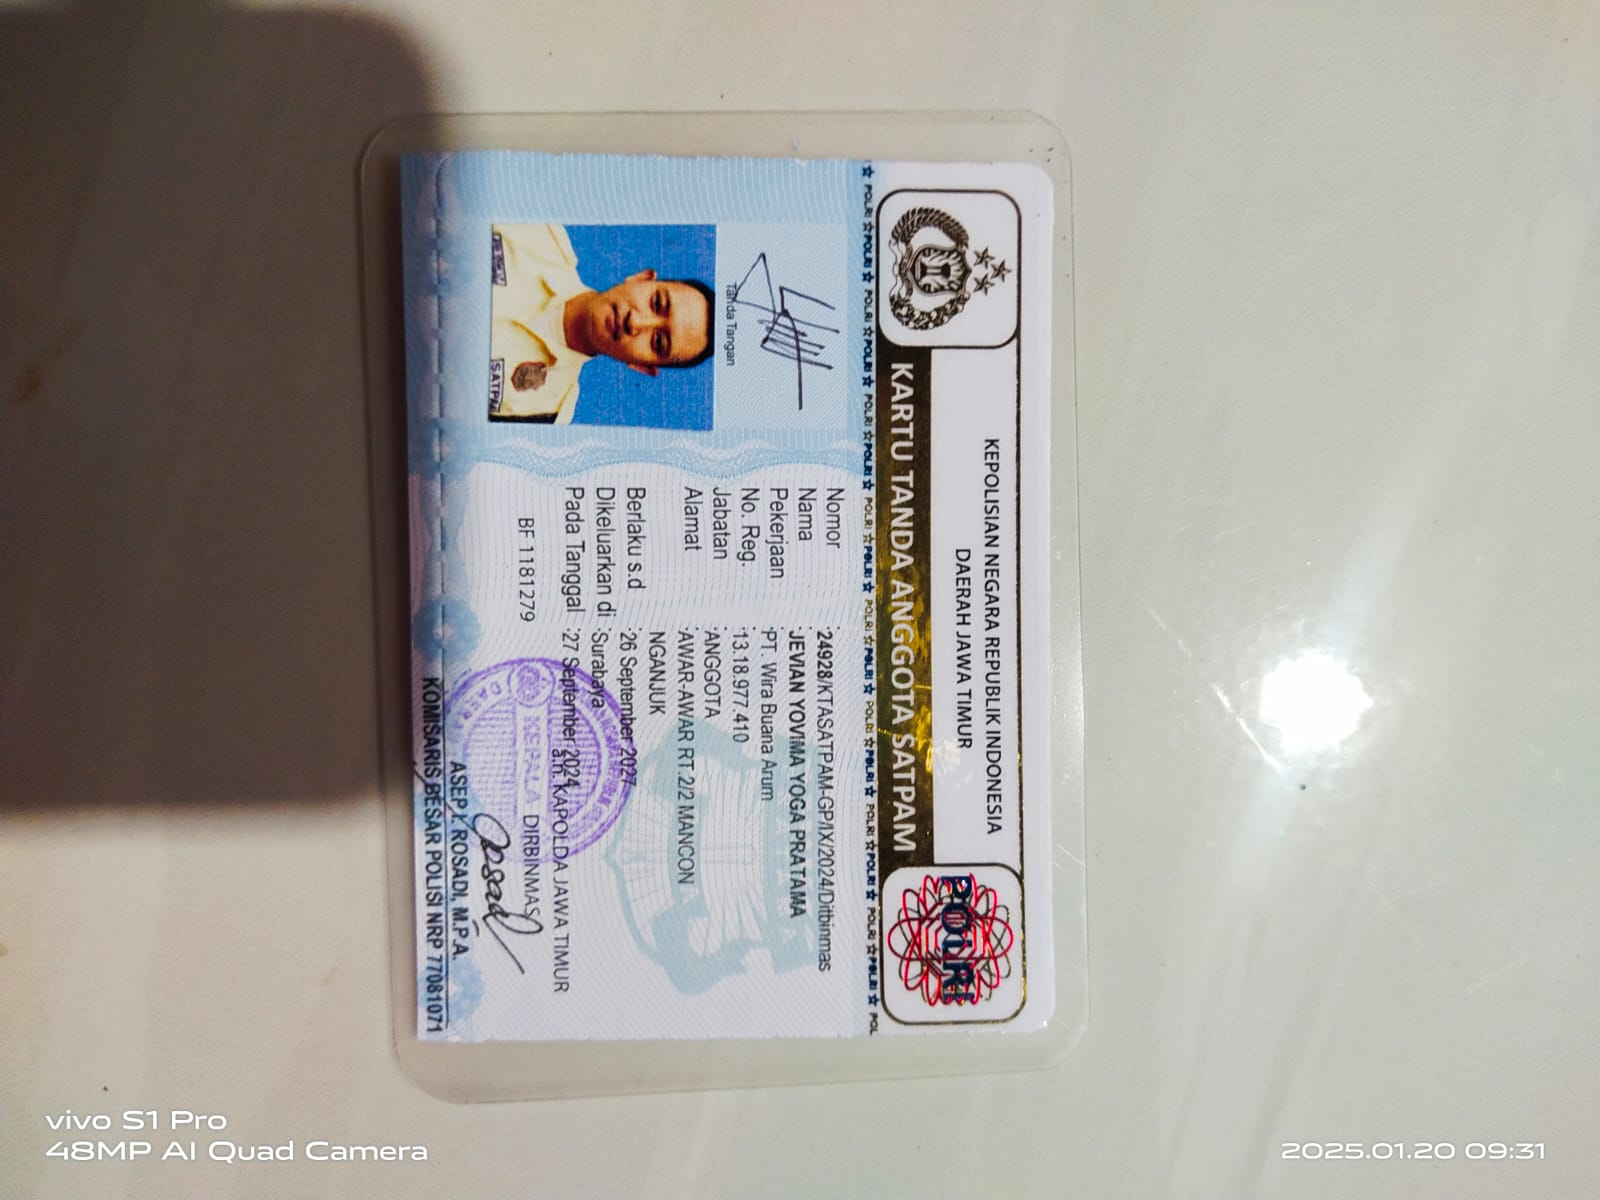 KEPOLISIAN NEGARA REPUBLIK INDONESIA
DAERAH JAWA TIMUR
KARTU TANDA ANGGOTA SATPAM
POLRI
☆ POLRI ☆ POLRI ☆ POLRI ☆ POLRI ☆ POLRI ☆ POLRI ☆ POLRI ☆ POLRI ☆ POLRI ☆ POLRI ☆ POLRI ☆ POLRI ☆ POLRI ☆ POLRI ☆ POLRI ☆ POLRI ☆ POL
Nomor : 24928/KTASATPAM-GP/IX/2024/Ditbinmas
Nama : JEVIAN YOVIMA YOGA PRATAMA
Pekerjaan : PT. Wira Buana Arum
No. Reg. : 13.18.977.410
Jabatan : ANGGOTA
Alamat : AWAR-AWAR RT.2/2 MANCON
NGANJUK
Berlaku s.d : 26 September 2027
Dikeluarkan di : Surabaya
Pada Tanggal : 27 September 2024
a.n. KAPOLDA JAWA TIMUR
DIRBINMAS
BF 1181279
KEPALA
ASEP I. ROSADI, M.P.A.
KOMISARIS BESAR POLISI NRP 77081071
Tanda Tangan
SATPA
vivo S1 Pro
48MP AI Quad Camera
2025.01.20 09:31